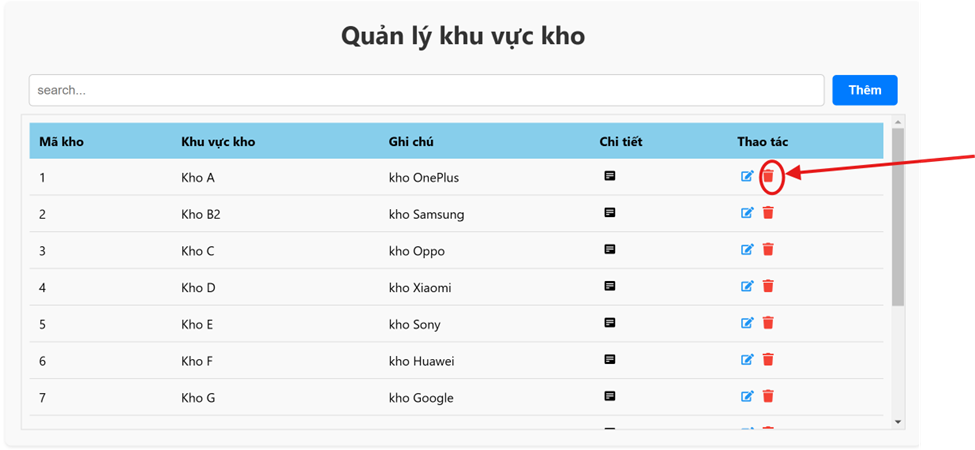 Quản lý khu vực kho
search...
Thêm
Mã kho Khu vực kho Ghi chú Chi tiết Thao tác
1 Kho A kho OnePlus
2 Kho B2 kho Samsung
3 Kho C kho Oppo
4 Kho D kho Xiaomi
5 Kho E kho Sony
6 Kho F kho Huawei
7 Kho G kho Google